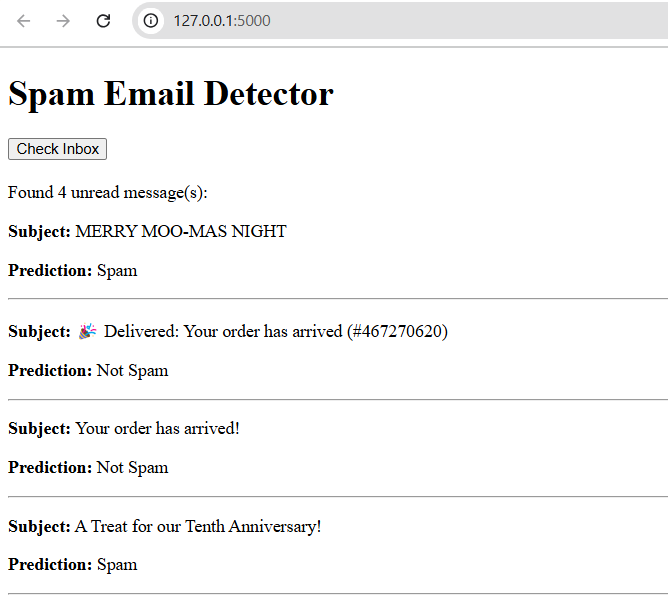 127.0.0.1:5000
Spam Email Detector
Check Inbox
Found 4 unread message(s):
Subject: MERRY MOO-MAS NIGHT
Prediction: Spam
Subject: 🎉 Delivered: Your order has arrived (#467270620)
Prediction: Not Spam
Subject: Your order has arrived!
Prediction: Not Spam
Subject: A Treat for our Tenth Anniversary!
Prediction: Spam